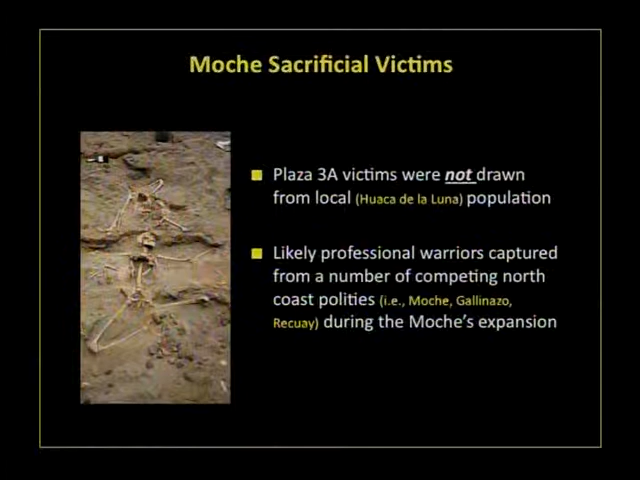 Moche Sacrificial Victims
Plaza 3A victims were not drawn
from local (Huaca de la Luna) population
Likely professional warriors captured
from a number of competing north
coast polities (i.e., Moche, Gallinazo,
Recuay) during the Moche's expansion